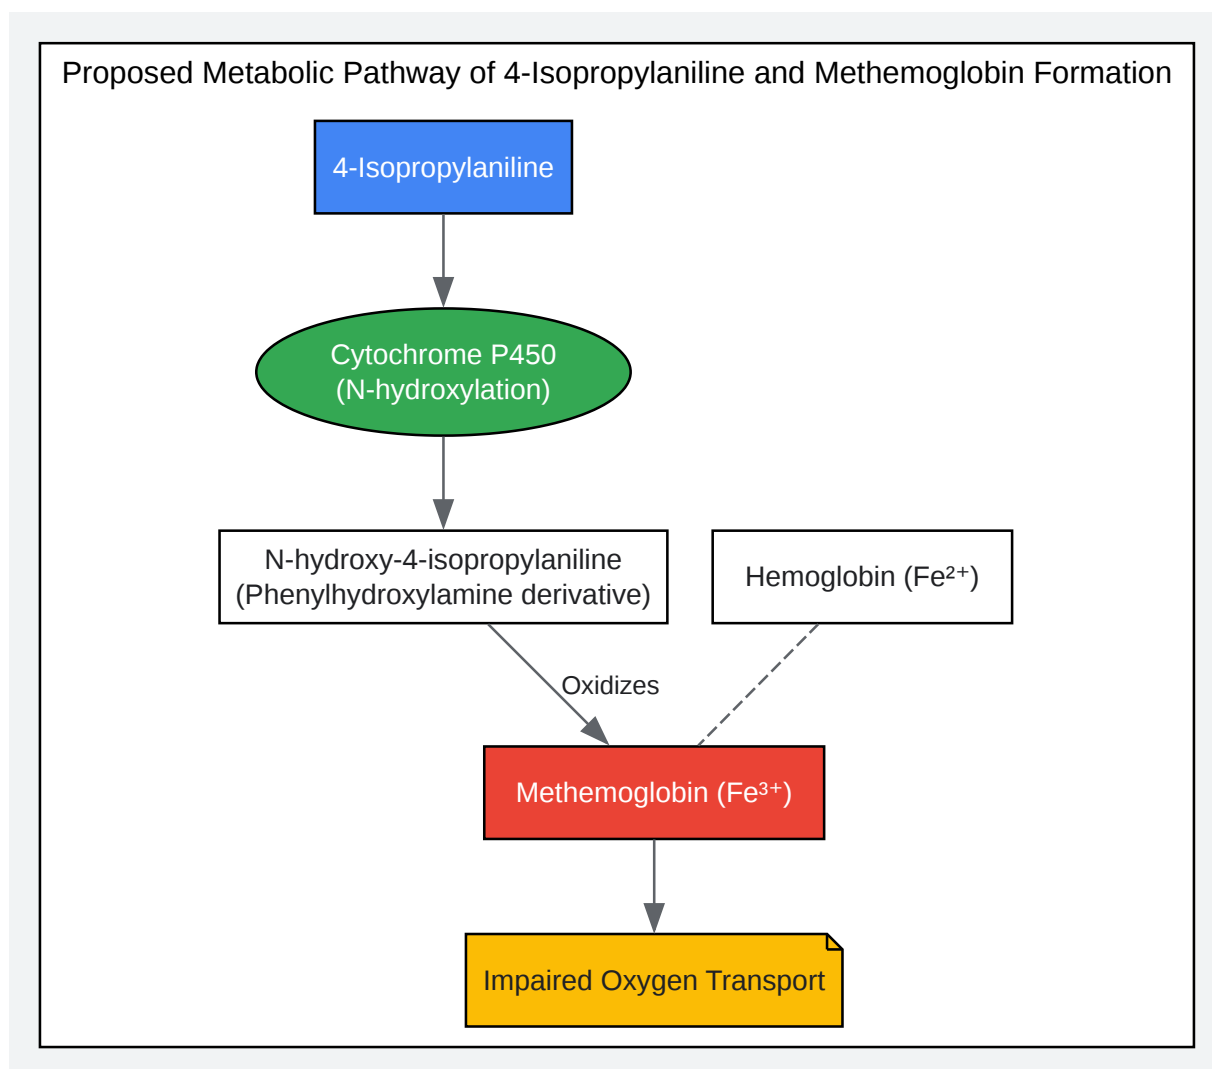 Proposed Metabolic Pathway of 4-Isopropylaniline and Methemoglobin Formation
4-Isopropylaniline
Cytochrome P450
(N-hydroxylation)
N-hydroxy-4-isopropylaniline
(Phenylhydroxylamine derivative)
Hemoglobin (Fe²⁺)
Oxidizes
Methemoglobin (Fe³⁺)
Impaired Oxygen Transport